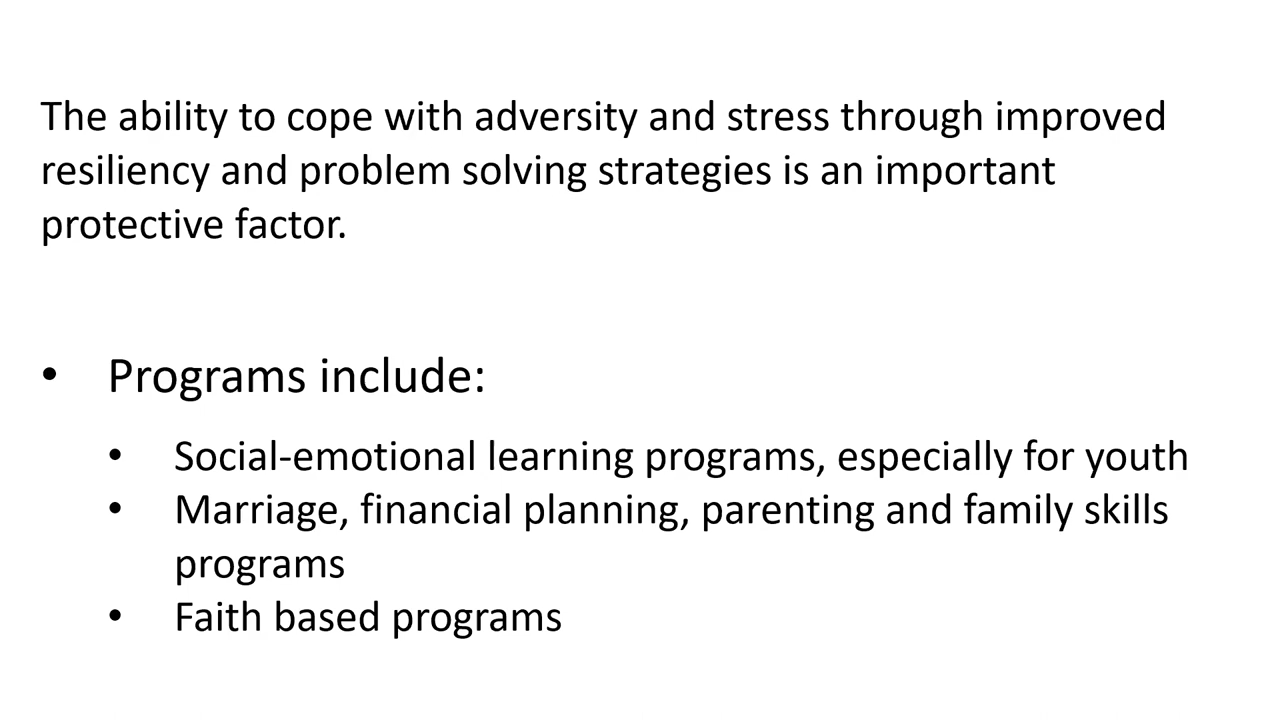 The ability to cope with adversity and stress through improved
resiliency and problem solving strategies is an important
protective factor.
• Programs include:
• Social-emotional learning programs, especially for youth
• Marriage, financial planning, parenting and family skills
programs
• Faith based programs